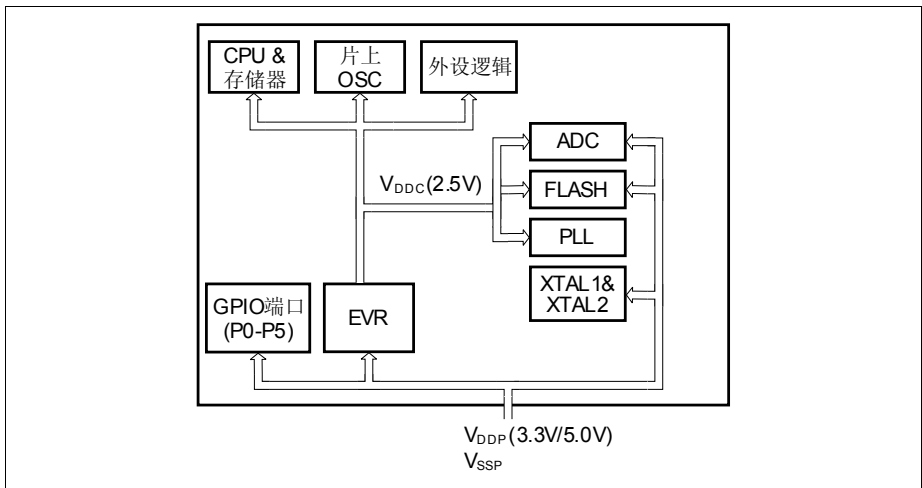 CPU &
存储器
片上
OSC
外设逻辑
ADC
V_DDC(2.5V)
FLASH
PLL
XTAL1&
XTAL2
GPIO端口
(P0-P5)
EVR
V_DDP(3.3V/5.0V)
V_SSP